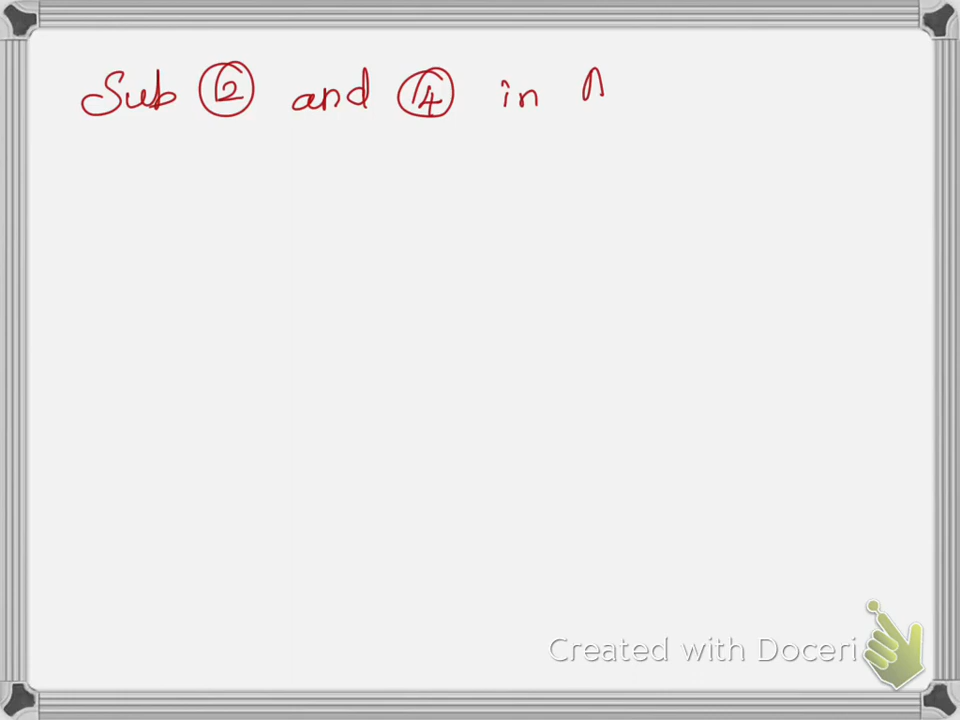 Sub ⑫ and ⑭ in
Created with Doceri